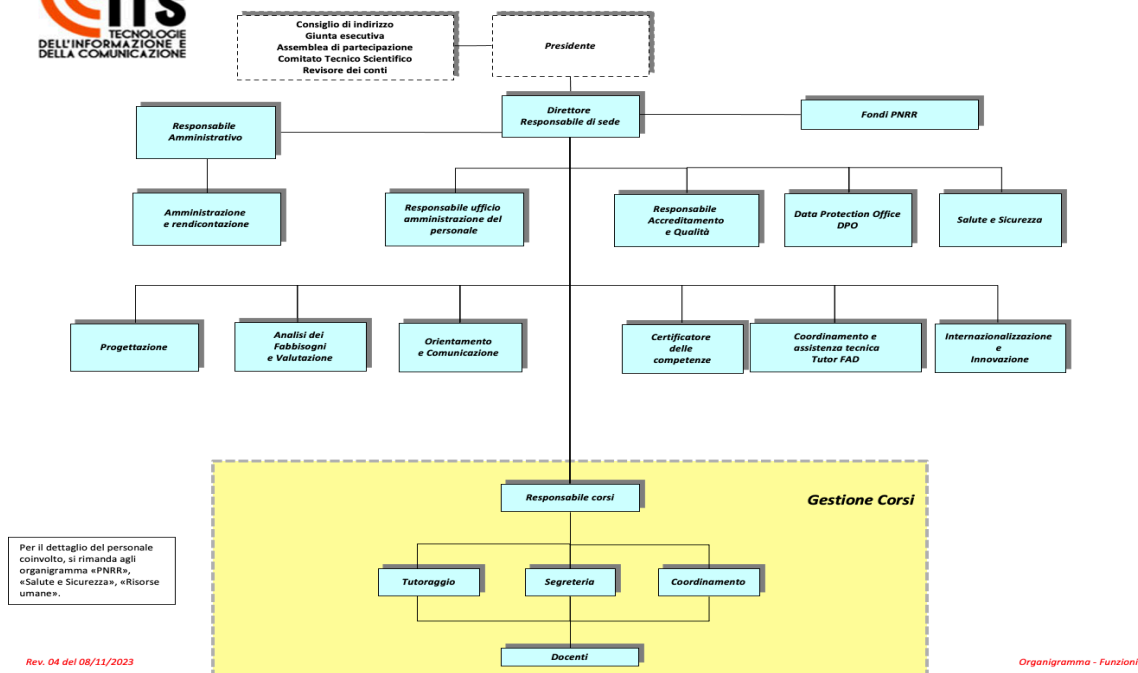 ITS
TECNOLOGIE
DELL'INFORMAZIONE E
DELLA COMUNICAZIONE
Consiglio di indirizzo
Giunta esecutiva
Assemblea di partecipazione
Comitato Tecnico Scientifico
Revisore dei conti
Presidente
Responsabile
Amministrativo
Direttore
Responsabile di sede
Fondi PNRR
Amministrazione
e rendicontazione
Responsabile ufficio
amministrazione del
personale
Responsabile
Accreditamento
e Qualità
Data Protection Office
DPO
Salute e Sicurezza
Progettazione
Analisi dei
Fabbisogni
e Valutazione
Orientamento
e Comunicazione
Certificatore
delle
competenze
Coordinamento e
assistenza tecnica
Tutor FAD
Internazionalizzazione
e
Innovazione
Responsabile corsi
Gestione Corsi
Per il dettaglio del personale
coinvolto, si rimanda agli
organigramma «PNRR»,
«Salute e Sicurezza», «Risorse
umane».
Tutoraggio
Segreteria
Coordinamento
Docenti
Rev. 04 del 08/11/2023
Organigramma - Funzioni